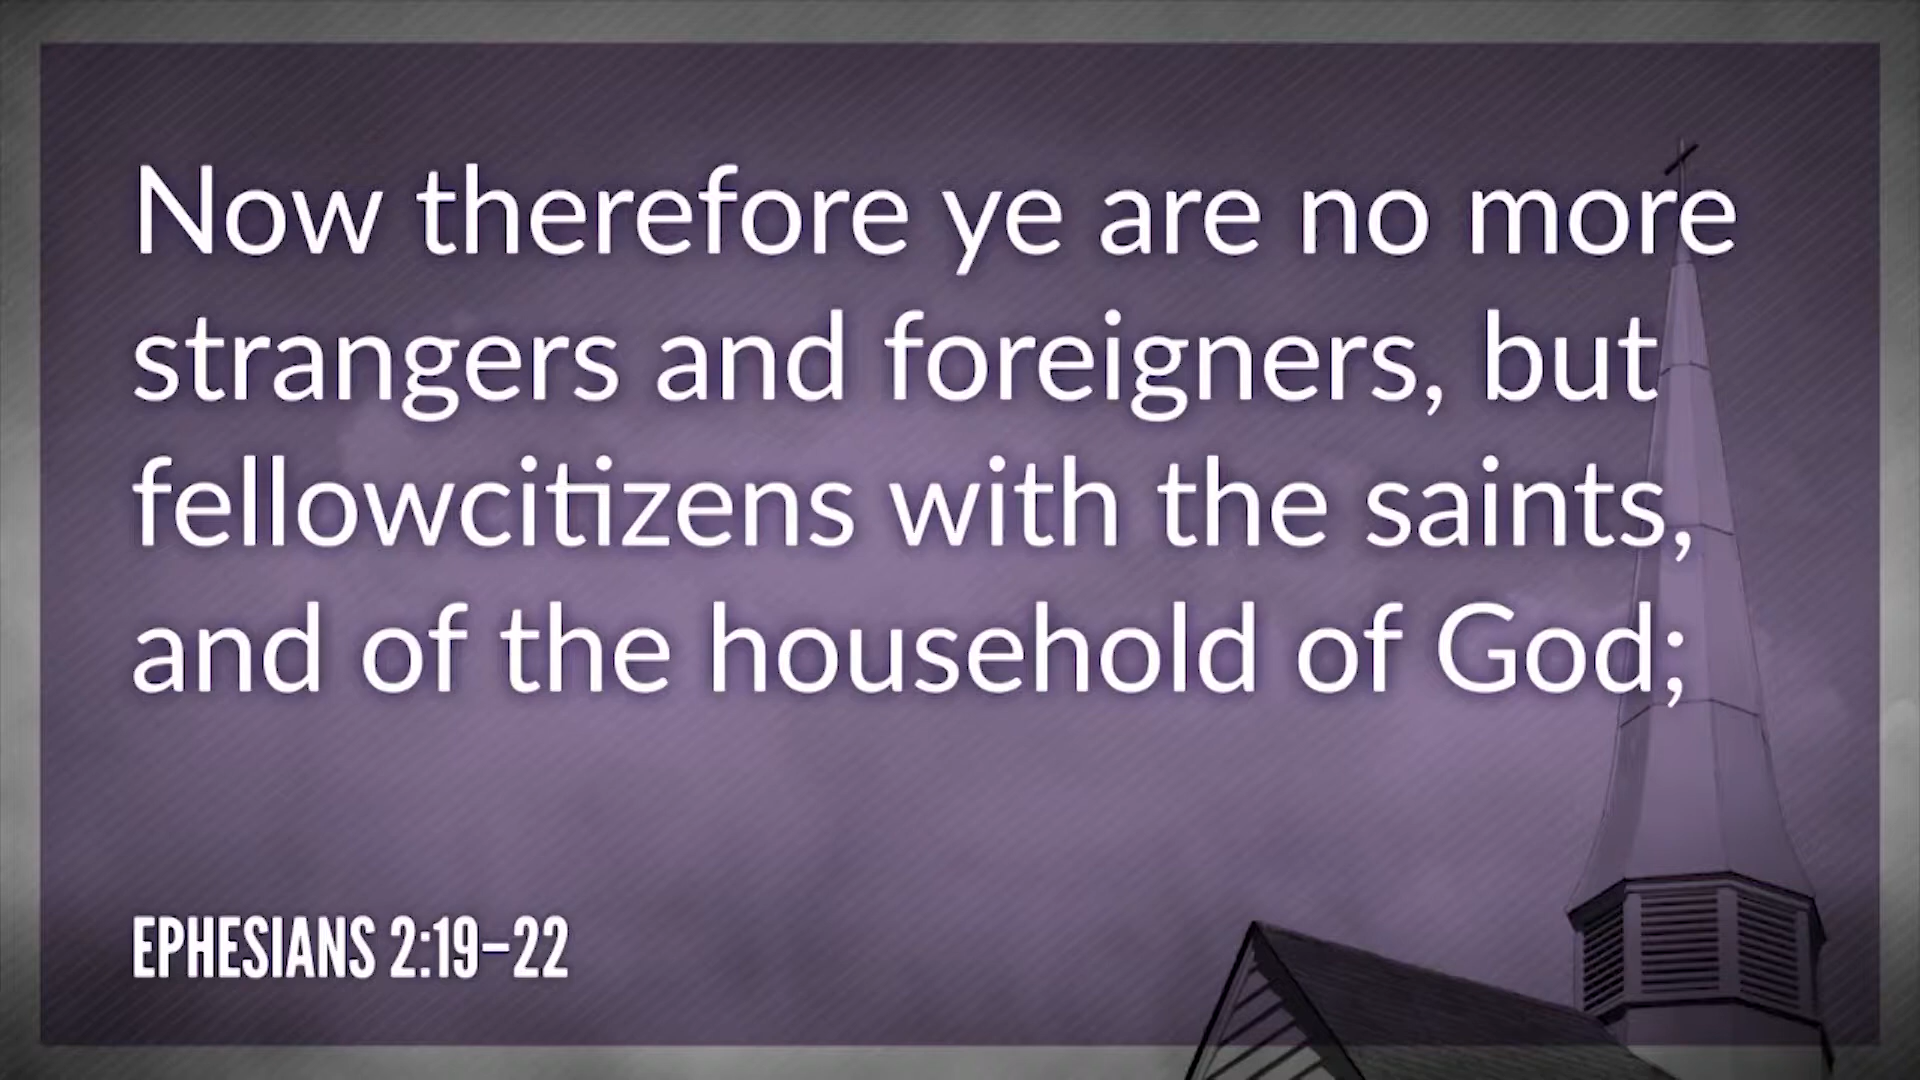 Now therefore ye are no more
strangers and foreigners, but
fellowcitizens with the saints,
and of the household of God;
EPHESIANS 2:19–22